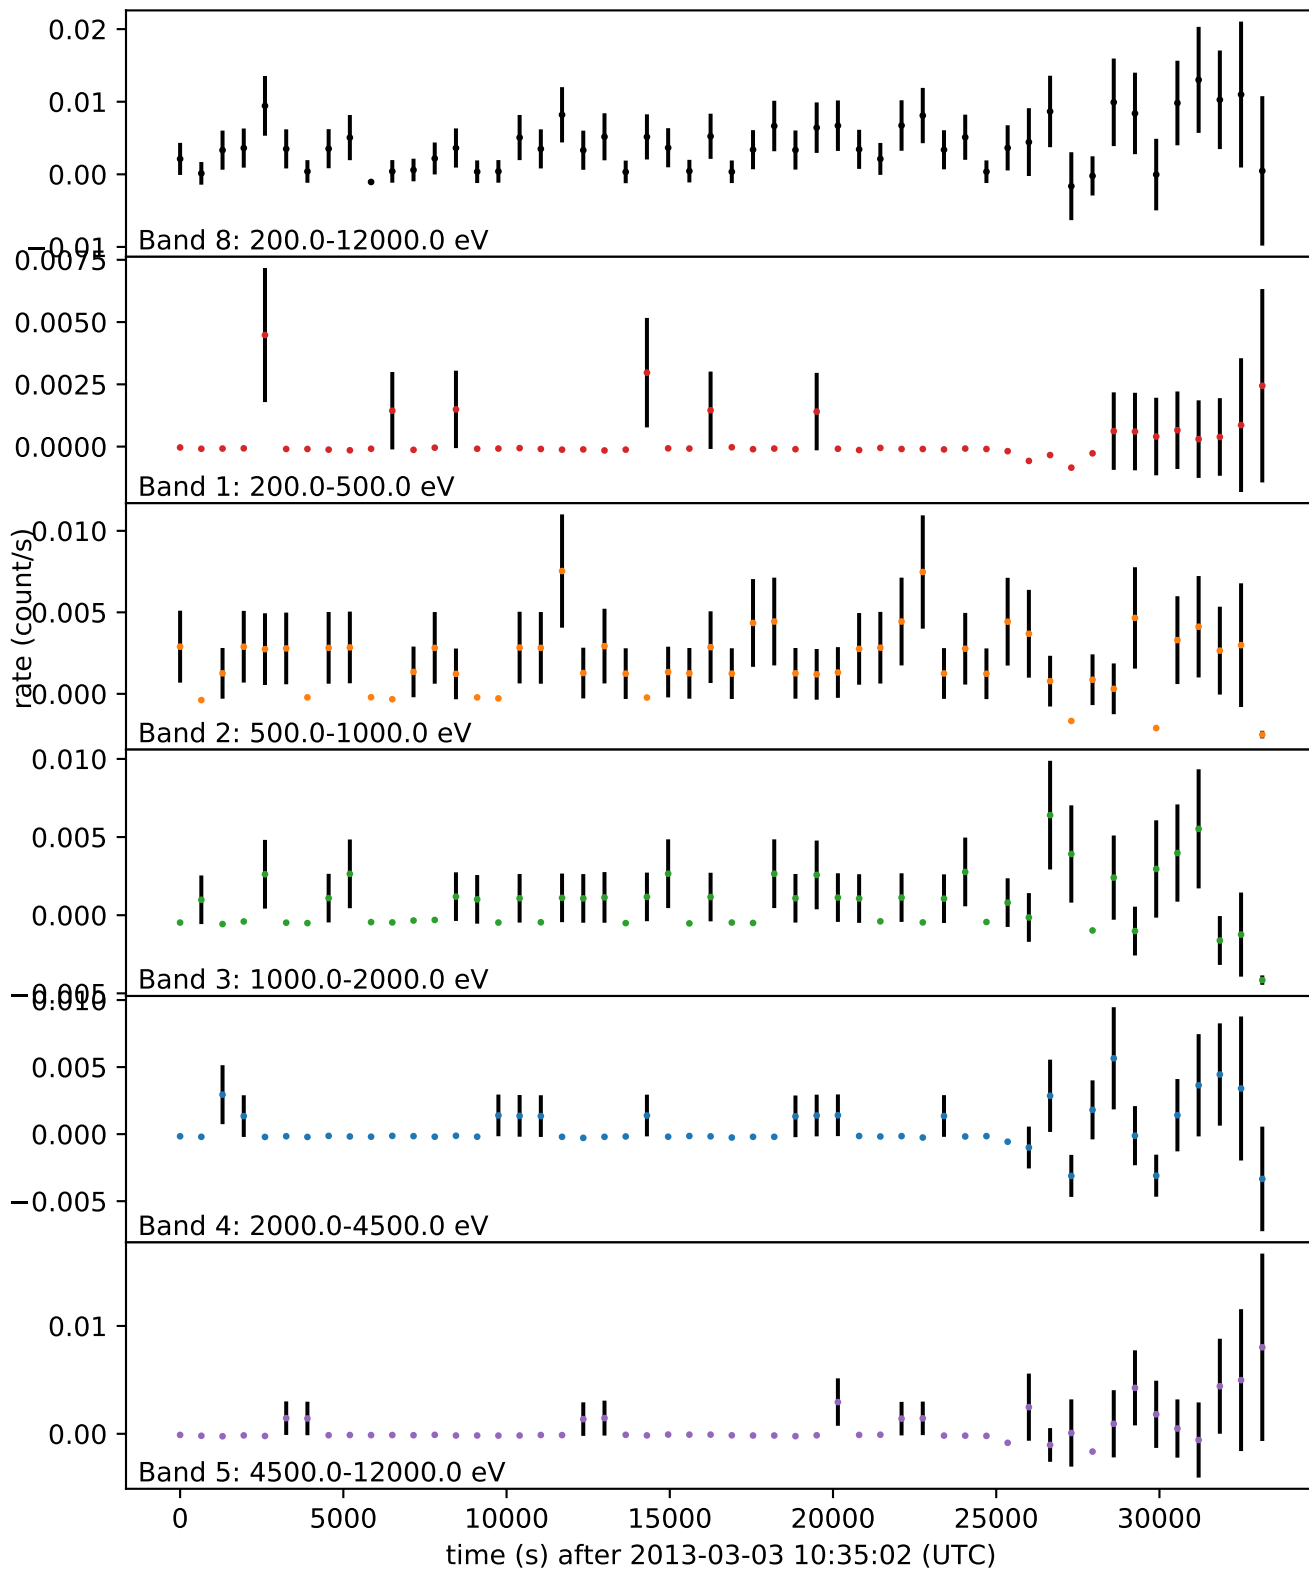 0.02
0.01
0.00
−0.01
Band 8: 200.0-12000.0 eV
0.0075
0.0050
0.0025
0.0000
Band 1: 200.0-500.0 eV
rate (count/s)
0.010
0.005
0.000
Band 2: 500.0-1000.0 eV
0.010
0.005
0.000
−0.005
Band 3: 1000.0-2000.0 eV
0.010
0.005
0.000
−0.005
Band 4: 2000.0-4500.0 eV
0.01
0.00
Band 5: 4500.0-12000.0 eV
0 5000 10000 15000 20000 25000 30000
time (s) after 2013-03-03 10:35:02 (UTC)